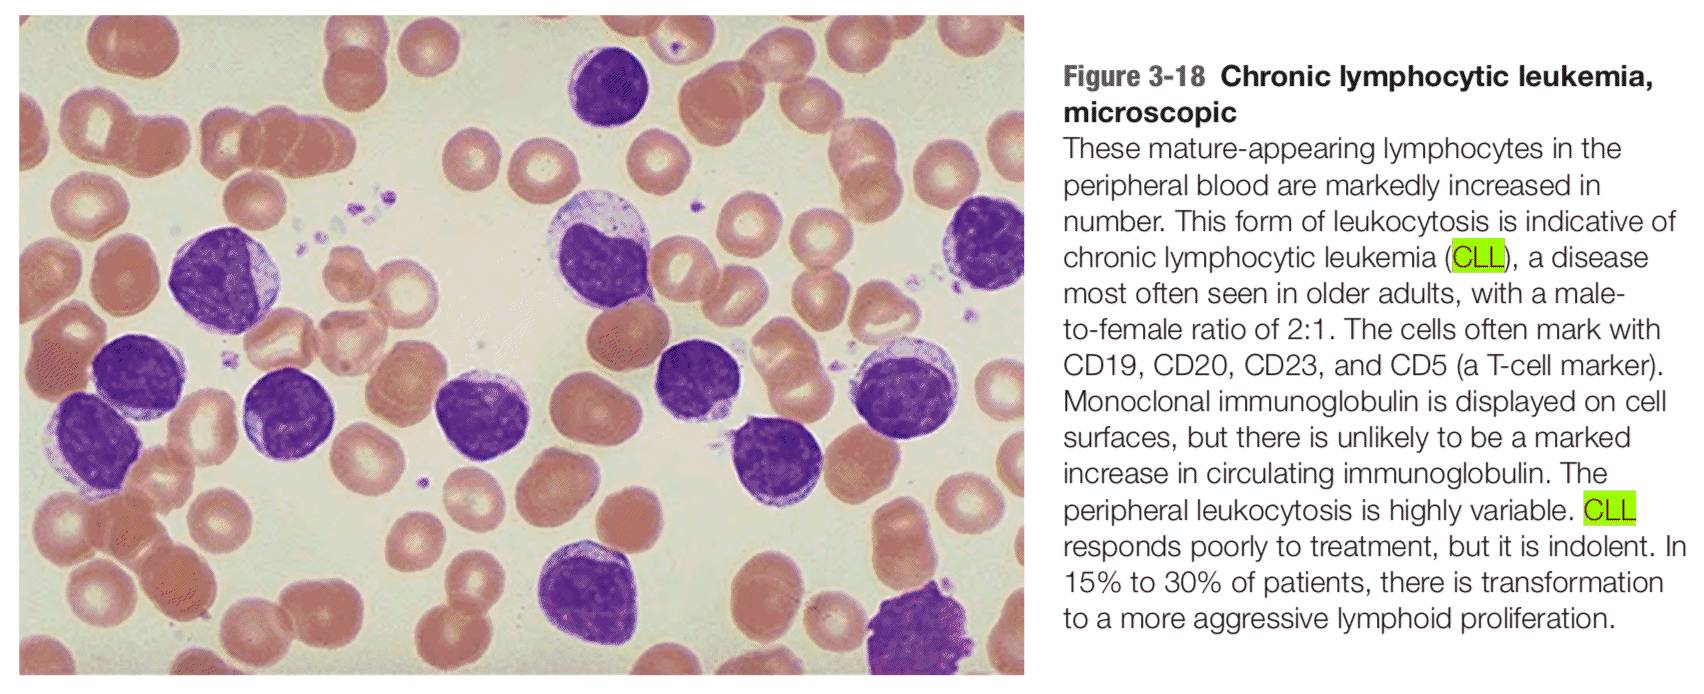 Figure 3-18 Chronic lymphocytic leukemia,
microscopic
These mature-appearing lymphocytes in the
peripheral blood are markedly increased in
number. This form of leukocytosis is indicative of
chronic lymphocytic leukemia (CLL), a disease
most often seen in older adults, with a male-
to-female ratio of 2:1. The cells often mark with
CD19, CD20, CD23, and CD5 (a T-cell marker).
Monoclonal immunoglobulin is displayed on cell
surfaces, but there is unlikely to be a marked
increase in circulating immunoglobulin. The
peripheral leukocytosis is highly variable. CLL
responds poorly to treatment, but it is indolent. In
15% to 30% of patients, there is transformation
to a more aggressive lymphoid proliferation.